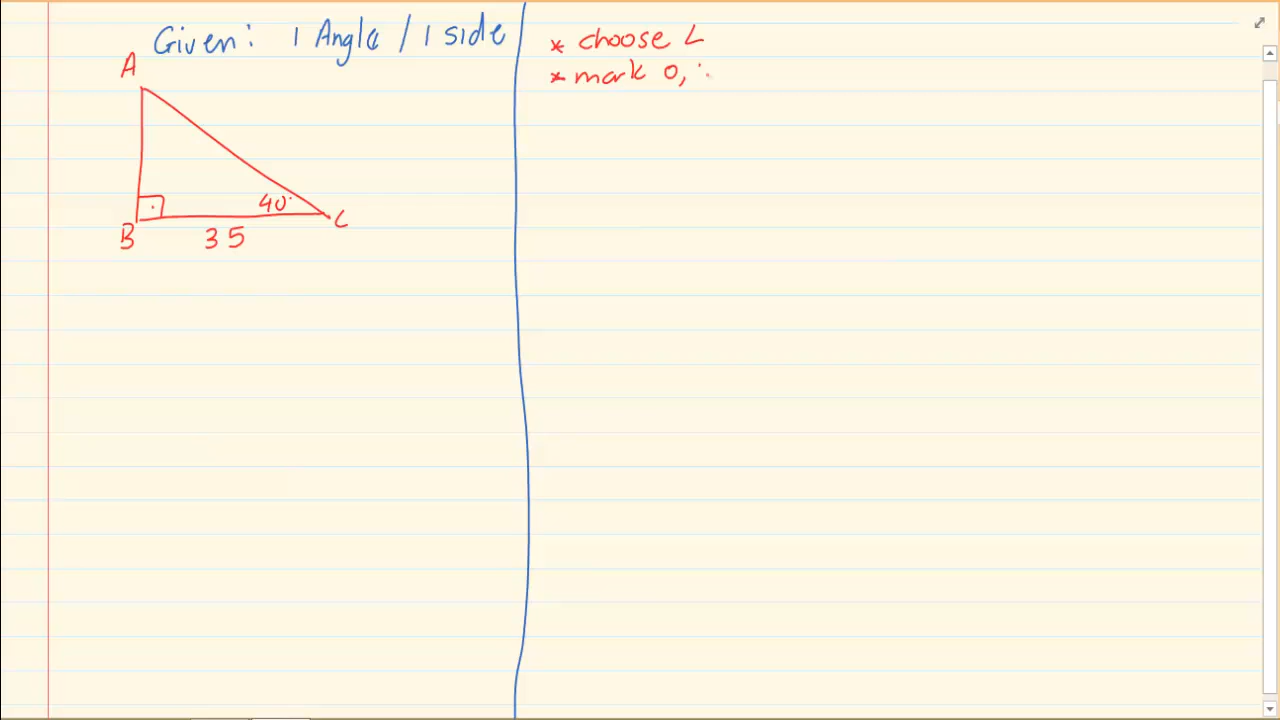 Given: 1 Angle / 1 side
A
40°
B
35
C
* choose ∠
* mark o,